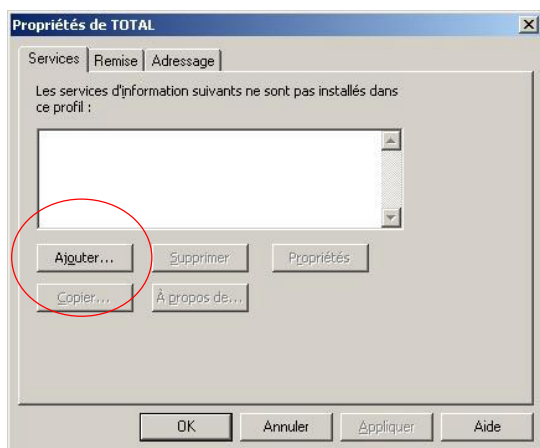 Propriétés de TOTAL
Services Remise Adressage
Les services d'information suivants ne sont pas installés dans
ce profil :
Ajouter... Supprimer Propriétés
Copier... À propos de...
OK Annuler Appliquer Aide